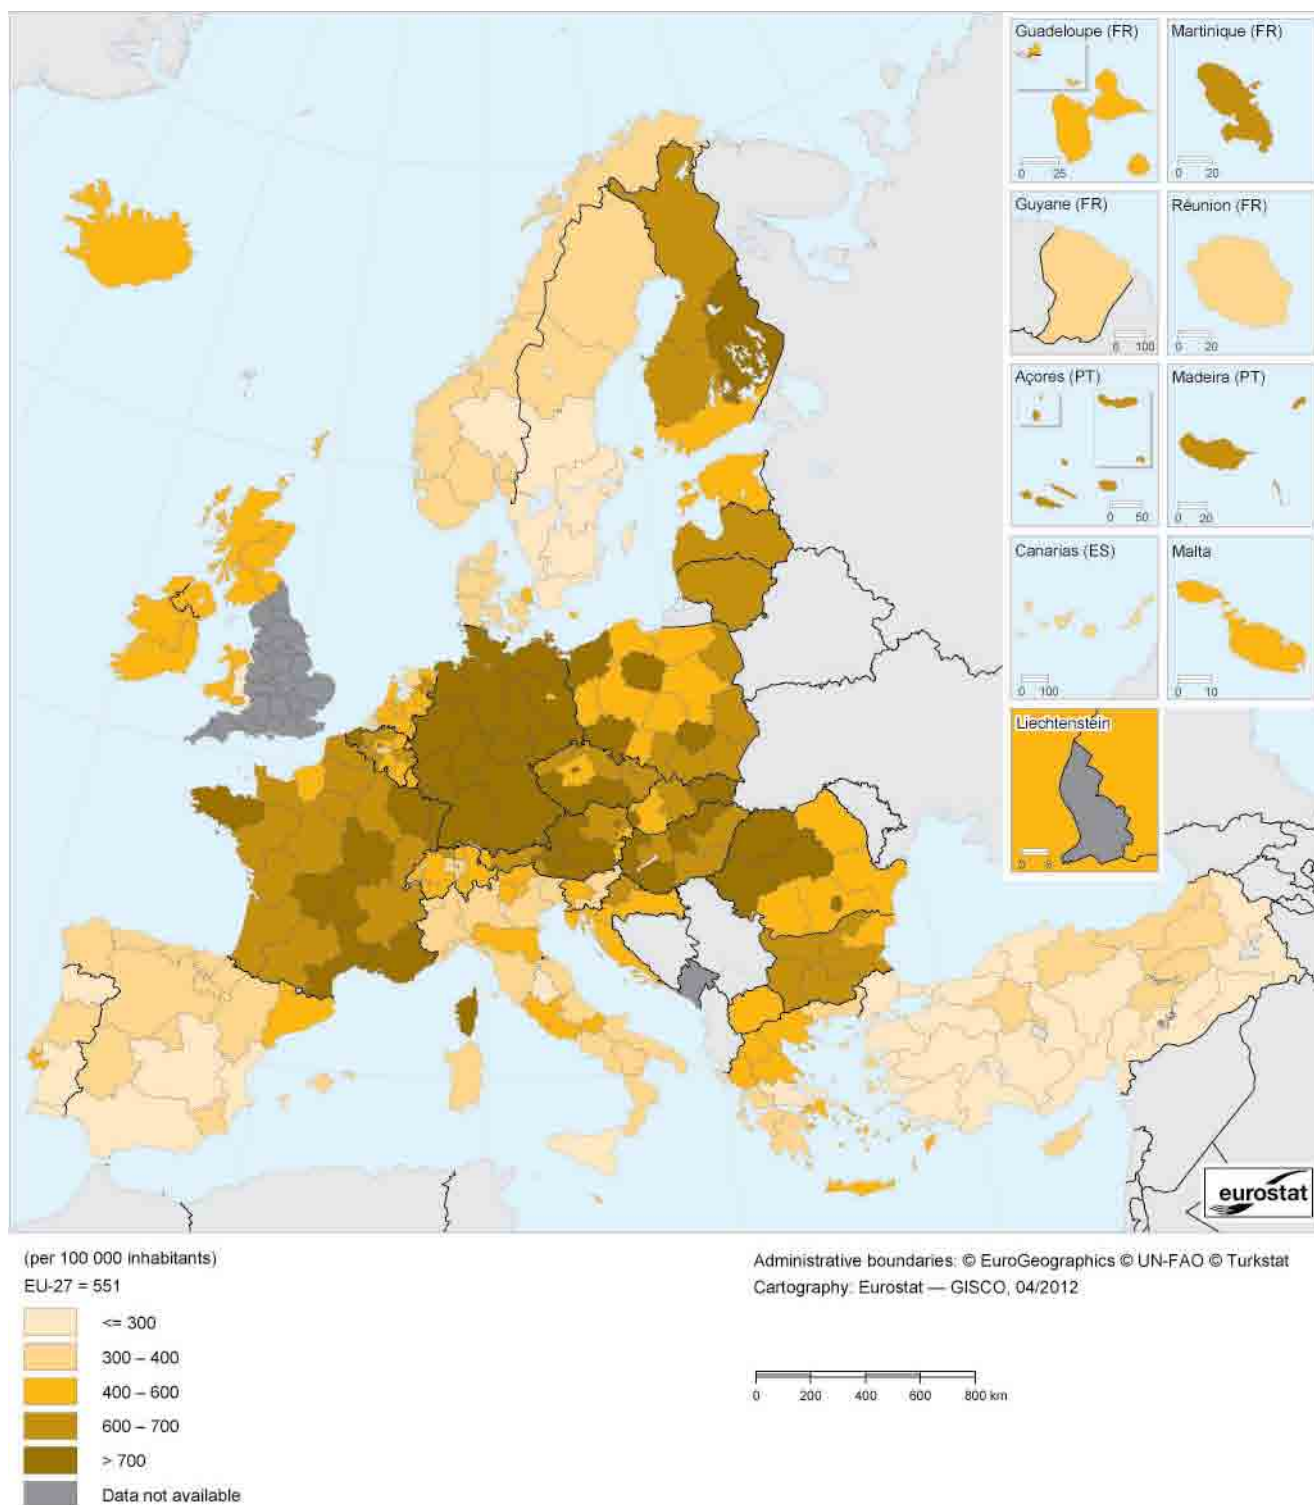 Guadeloupe (FR)
0 25
Martinique (FR)
0 20
Guyane (FR)
0 100
Réunion (FR)
0 20
Açores (PT)
0 50
Madeira (PT)
0 20
Canarias (ES)
0 100
Malta
0 10
Liechtenstein
0 5
eurostat
(per 100 000 inhabitants)
EU-27 = 551
<= 300
300 – 400
400 – 600
600 – 700
> 700
Data not available
Administrative boundaries: © EuroGeographics © UN-FAO © Turkstat
Cartography: Eurostat — GISCO, 04/2012
0 200 400 600 800 km